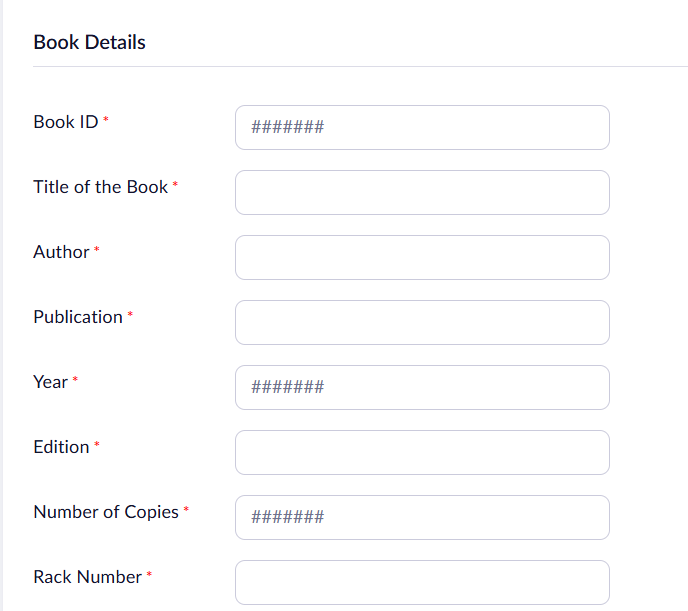 Book Details
Book ID *
#######
Title of the Book *
Author *
Publication *
Year *
#######
Edition *
Number of Copies *
#######
Rack Number *